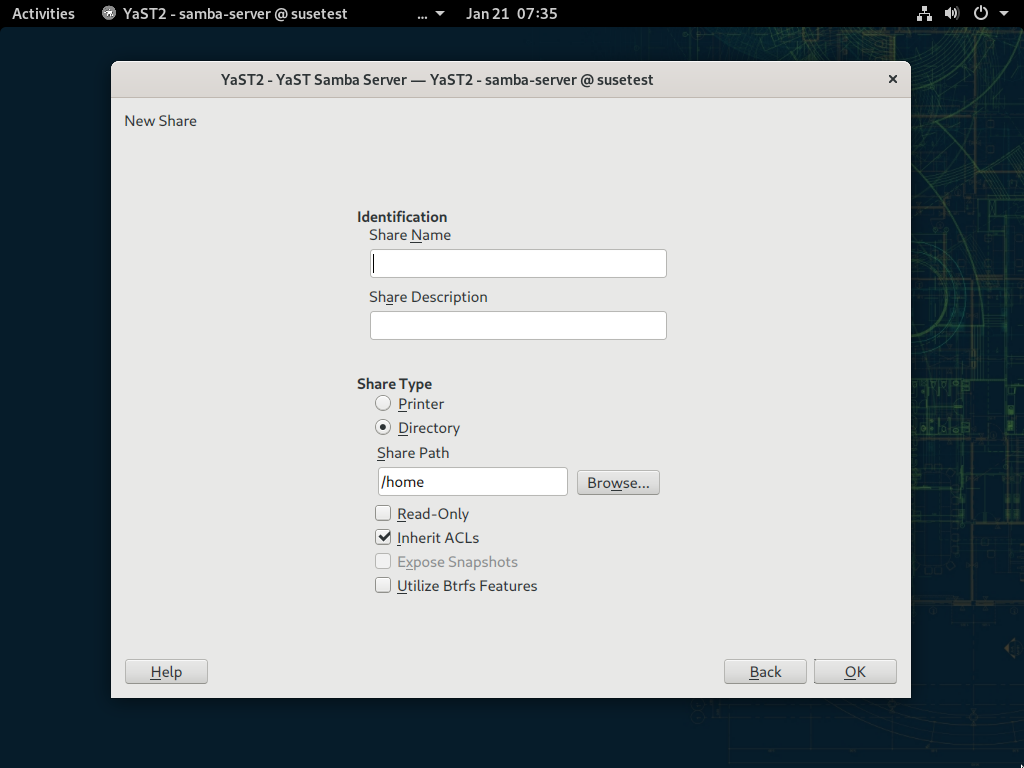 Activities YaST2 - samba-server @ susetest ... Jan 21 07:35
YaST2 - YaST Samba Server — YaST2 - samba-server @ susetest ×
New Share
Identification
Share Name
Share Description
Share Type
Printer
Directory
Share Path
/home Browse...
Read-Only
Inherit ACLs
Expose Snapshots
Utilize Btrfs Features
Help Back OK